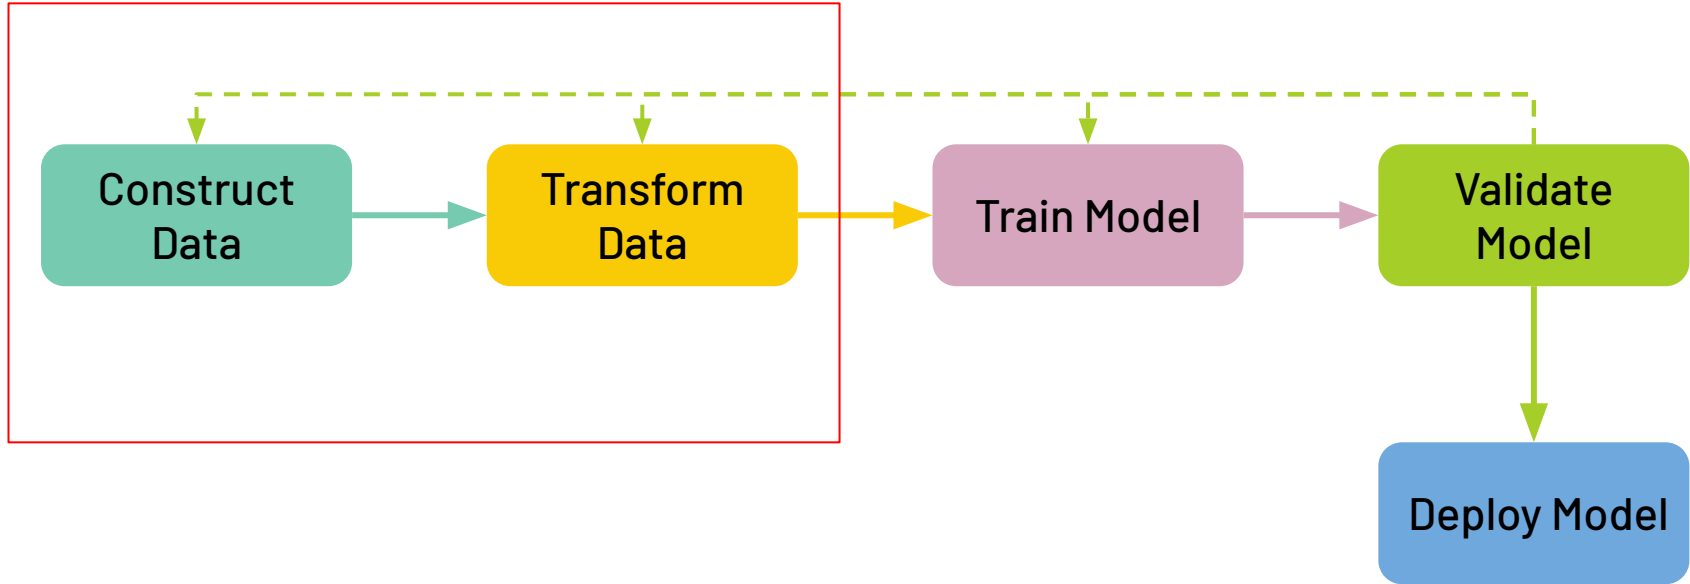 Construct
Data
Transform
Data
Train Model
Validate
Model
Deploy Model